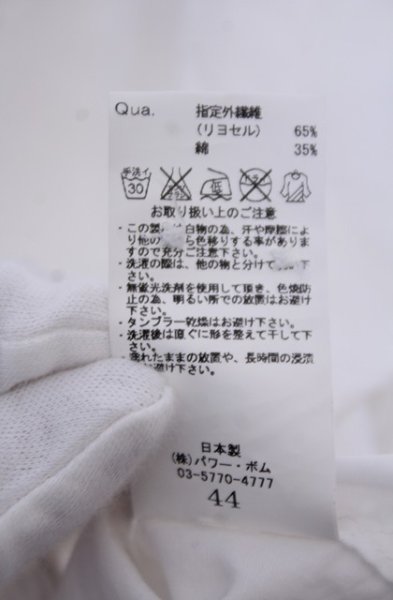 Qua. 指定外繊維
(リヨセル) 65%
綿 35%
手洗イ
30
お取り扱い上のご注意
・この製 白物の為、汗や摩擦によ
り他の ら色移りする事がありま
すので充分ご注意下さい。
・洗濯の際は、他の物と分けて 下
さい。
・無蛍光洗剤を使用して頂き、色焼防
止の為、明るい所での放置はお避け
下さい。
・タンブラー乾燥はお避け下さい。
・洗濯後は直ぐに形を整えて干して下
さい。
・濡れたままの放置や、長時間の浸漬
避け下さい。
日本製
(株)パワー・ボム
03-5770-4777
44